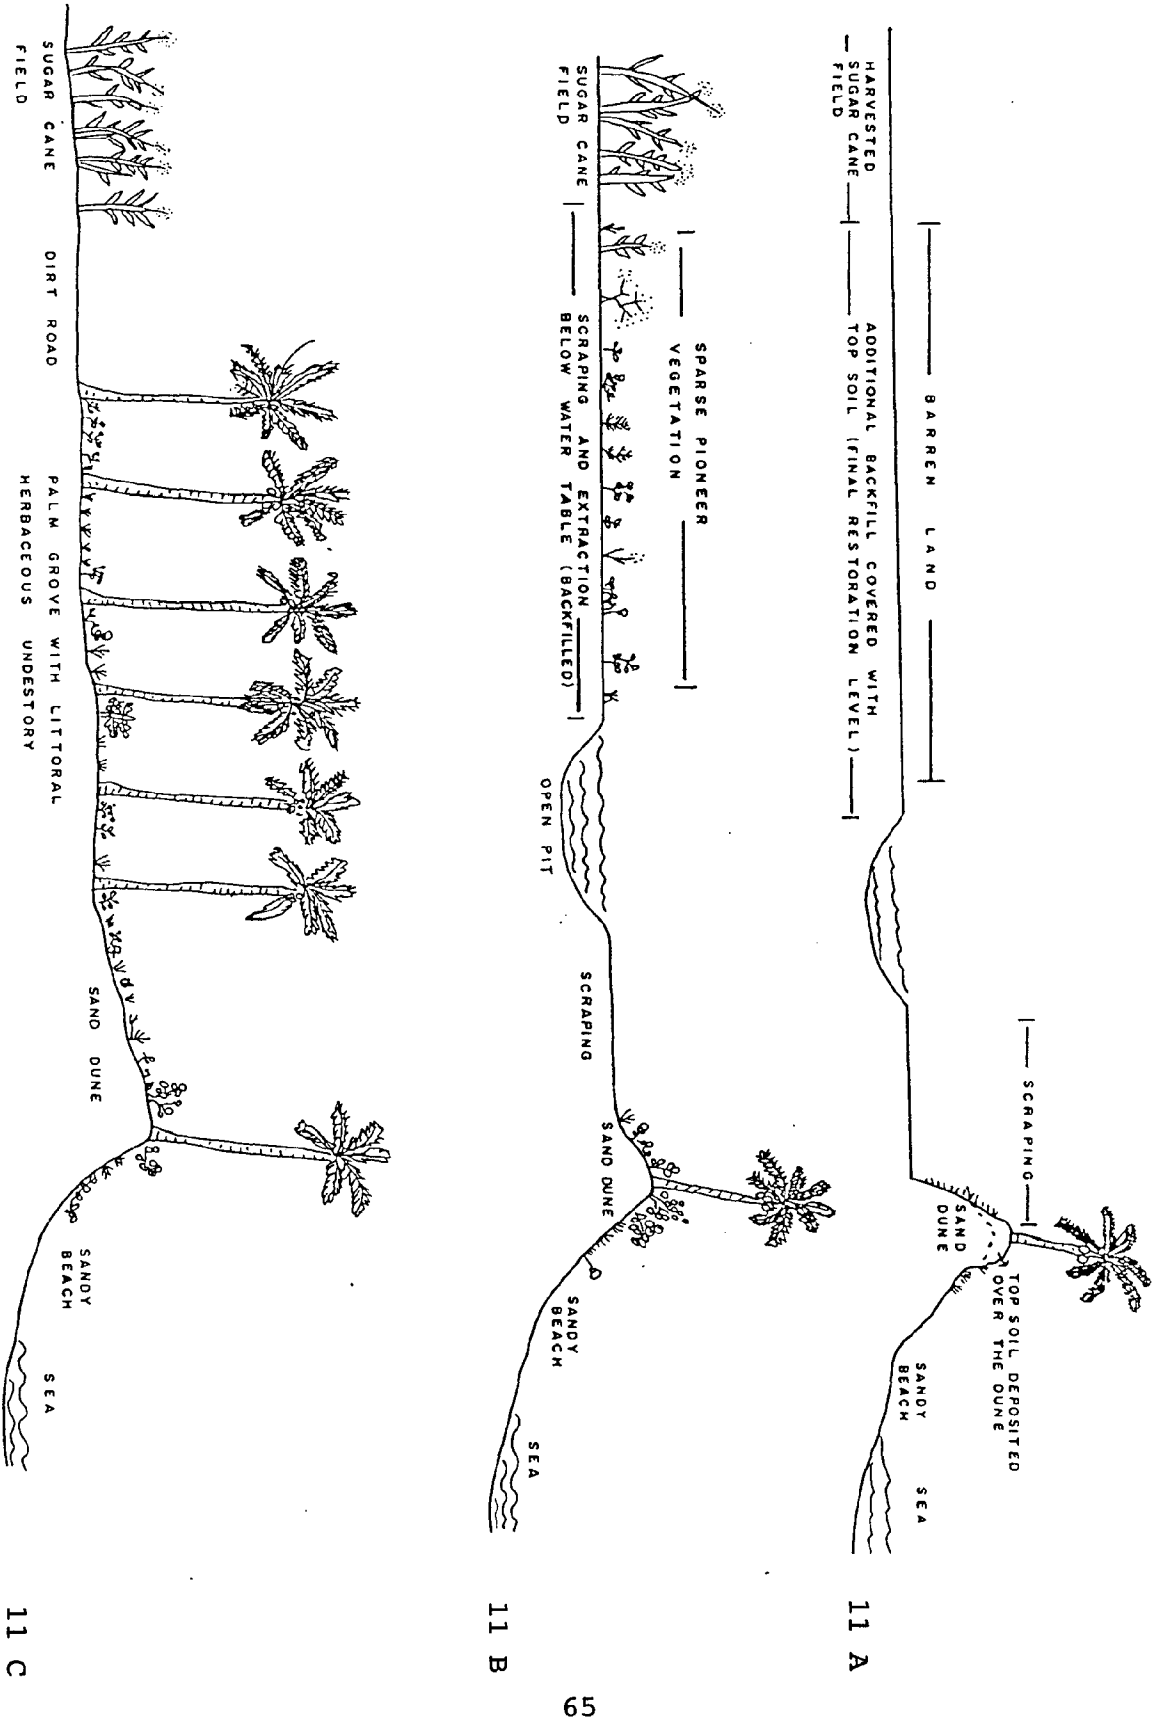 BARREN LAND
HARVESTED
SUGAR CANE
FIELD
ADDITIONAL BACKFILL COVERED WITH
TOP SOIL (FINAL RESTORATION LEVEL)
SCRAPING
SAND
DUNE
TOP SOIL DEPOSITED
OVER THE DUNE
SANDY
BEACH
SEA
11 A
SPARSE PIONEER
VEGETATION
SUGAR CANE
FIELD
SCRAPING AND EXTRACTION
BELOW WATER TABLE (BACKFILLED)
OPEN PIT
SCRAPING
SAND DUNE
SANDY
BEACH
SEA
11 B
SUGAR CANE
FIELD
DIRT ROAD
PALM GROVE WITH LITTORAL
HERBACEOUS UNDESTORY
SAND DUNE
SANDY
BEACH
SEA
11 C
65